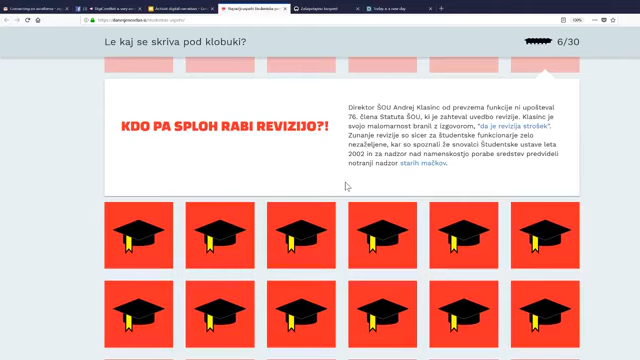 danesjenovdan.si/studentski-zapitki/
120%
Le kaj se skriva pod klobuki?
6/30
KDO PA SPLOH RABI REVIZIJO?!
Direktor ŠOU Andrej Klasinc od prevzema funkcije ni upošteval
76. člena Statuta ŠOU, ki je zahteval uvedbo revizije. Klasinc je
svojo malomarnost branil z izgovorom, "da je revizija strošek".
Zunanje revizije so sicer za študentske funkcionarje zelo
nezaželjene, kar so spoznali že snovalci Študentske ustave leta
2002 in za nadzor nad namenskostjo porabe sredstev predvideli
notranji nadzor starih mačkov.